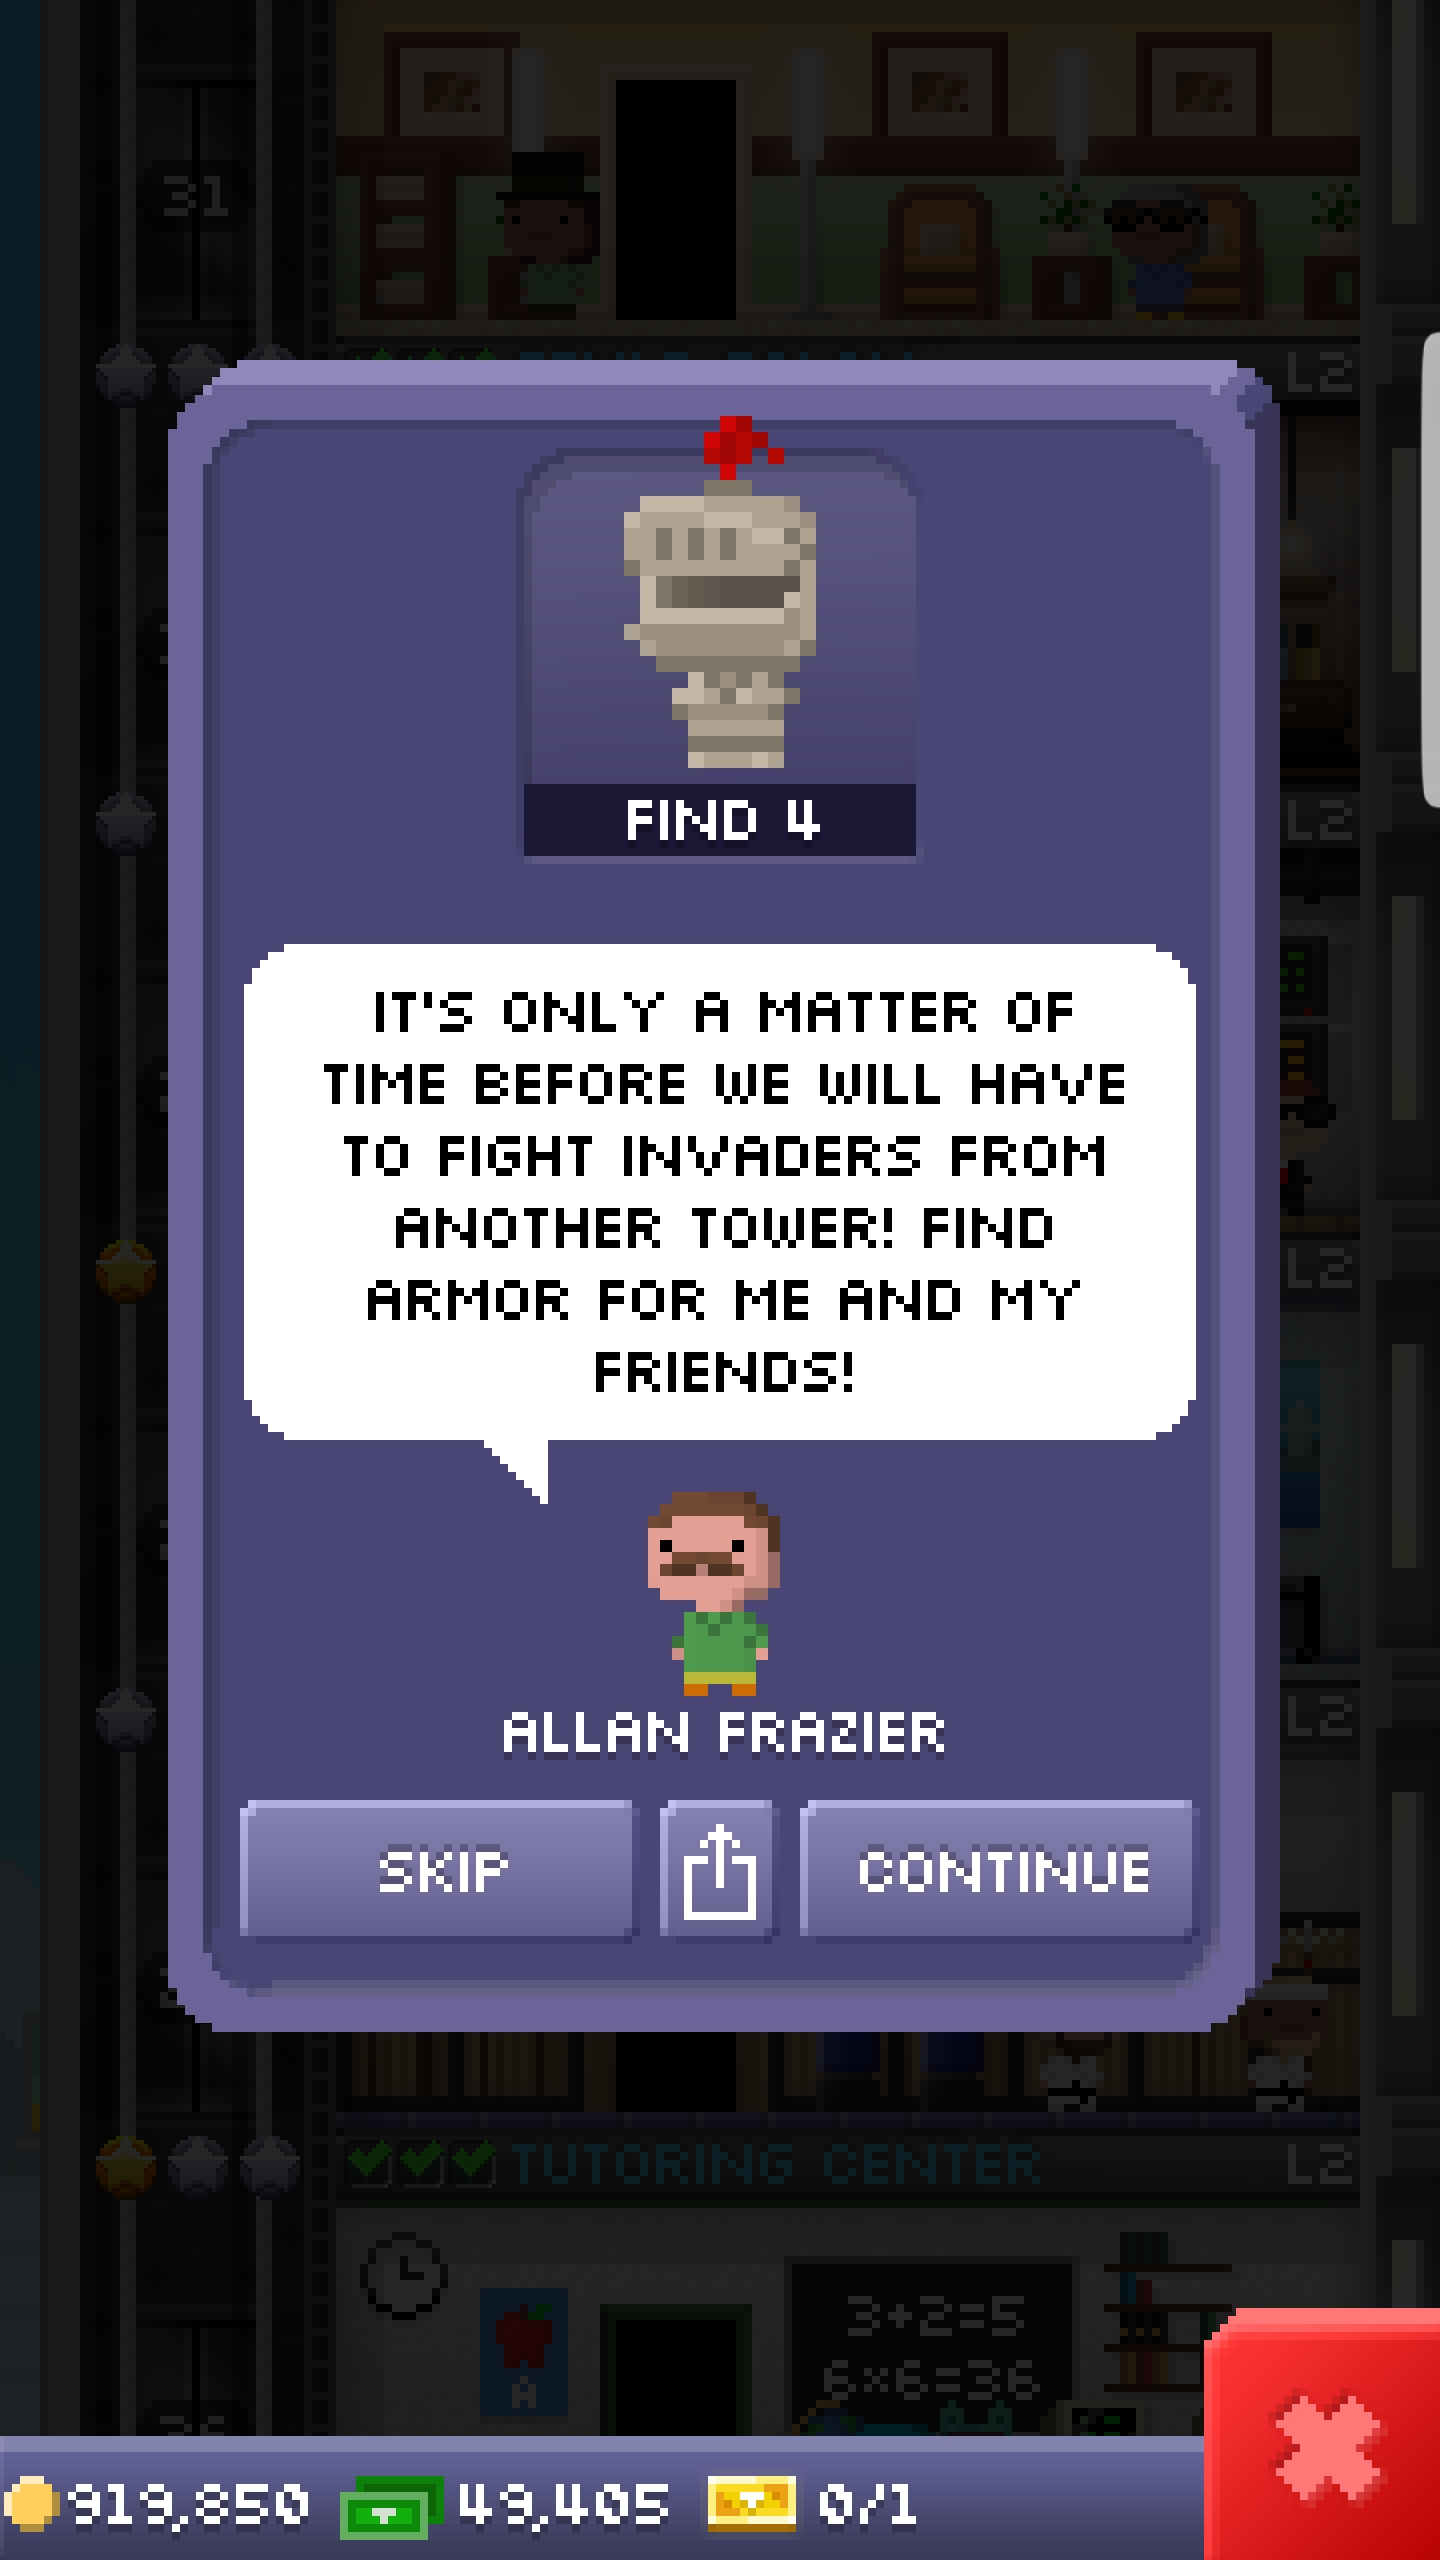 31
L2
FIND 4
L2
IT'S ONLY A MATTER OF
TIME BEFORE WE WILL HAVE
TO FIGHT INVADERS FROM
ANOTHER TOWER! FIND
ARMOR FOR ME AND MY
FRIENDS!
L2
L2
ALLAN FRAZIER
SKIP
CONTINUE
TUTORING CENTER L2
3+2=5
6×6=36
A
919,850 49,405 0/1